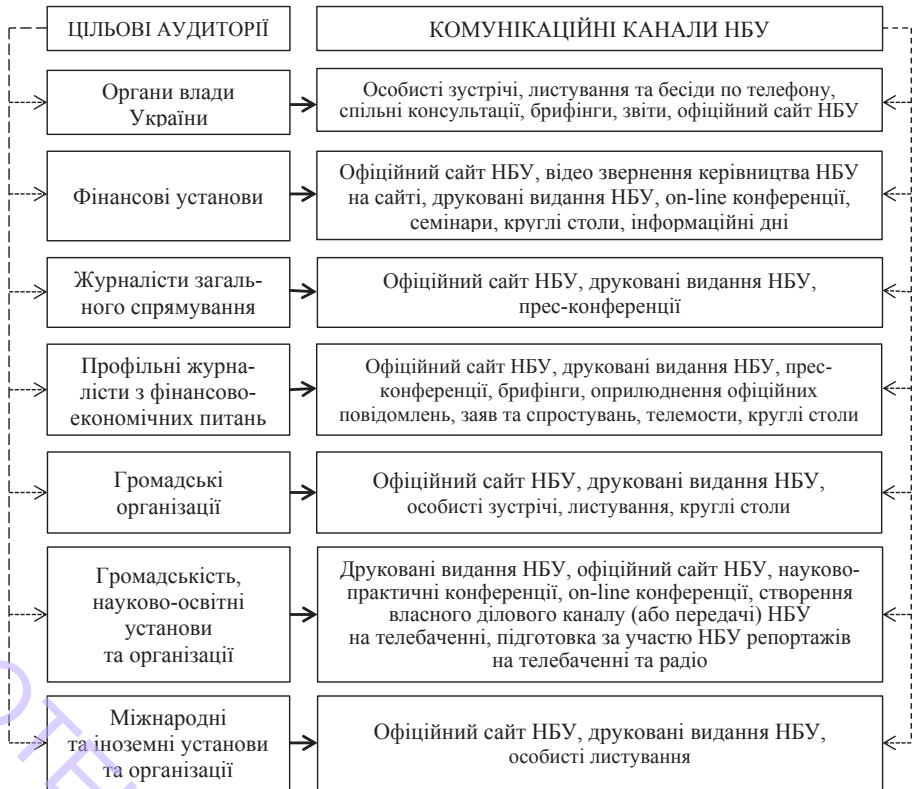 ЦІЛЬОВІ АУДИТОРІЇ
КОМУНІКАЦІЙНІ КАНАЛИ НБУ
Органи влади
України
Особисті зустрічі, листування та бесіди по телефону,
спільні консультації, брифінги, звіти, офіційний сайт НБУ
Фінансові установи
Офіційний сайт НБУ, відео звернення керівництва НБУ
на сайті, друковані видання НБУ, on-line конференції,
семінари, круглі столи, інформаційні дні
Журналісти загаль-
ного спрямування
Офіційний сайт НБУ, друковані видання НБУ,
прес-конференції
Профільні журна-
лісти з фінансово-
економічних питань
Офіційний сайт НБУ, друковані видання НБУ, прес-
конференції, брифінги, оприлюднення офіційних
повідомлень, заяв та спростувань, телемости, круглі столи
Громадські
організації
Офіційний сайт НБУ, друковані видання НБУ,
особисті зустрічі, листування, круглі столи
Громадськість,
науково-освітні
установи
та організації
Друковані видання НБУ, офіційний сайт НБУ, науково-
практичні конференції, on-line конференції, створення
власного ділового каналу (або передачі) НБУ
на телебаченні, підготовка за участю НБУ репортажів
на телебаченні та радіо
Міжнародні
та іноземні установи
та організації
Офіційний сайт НБУ, друковані видання НБУ,
особисті листування